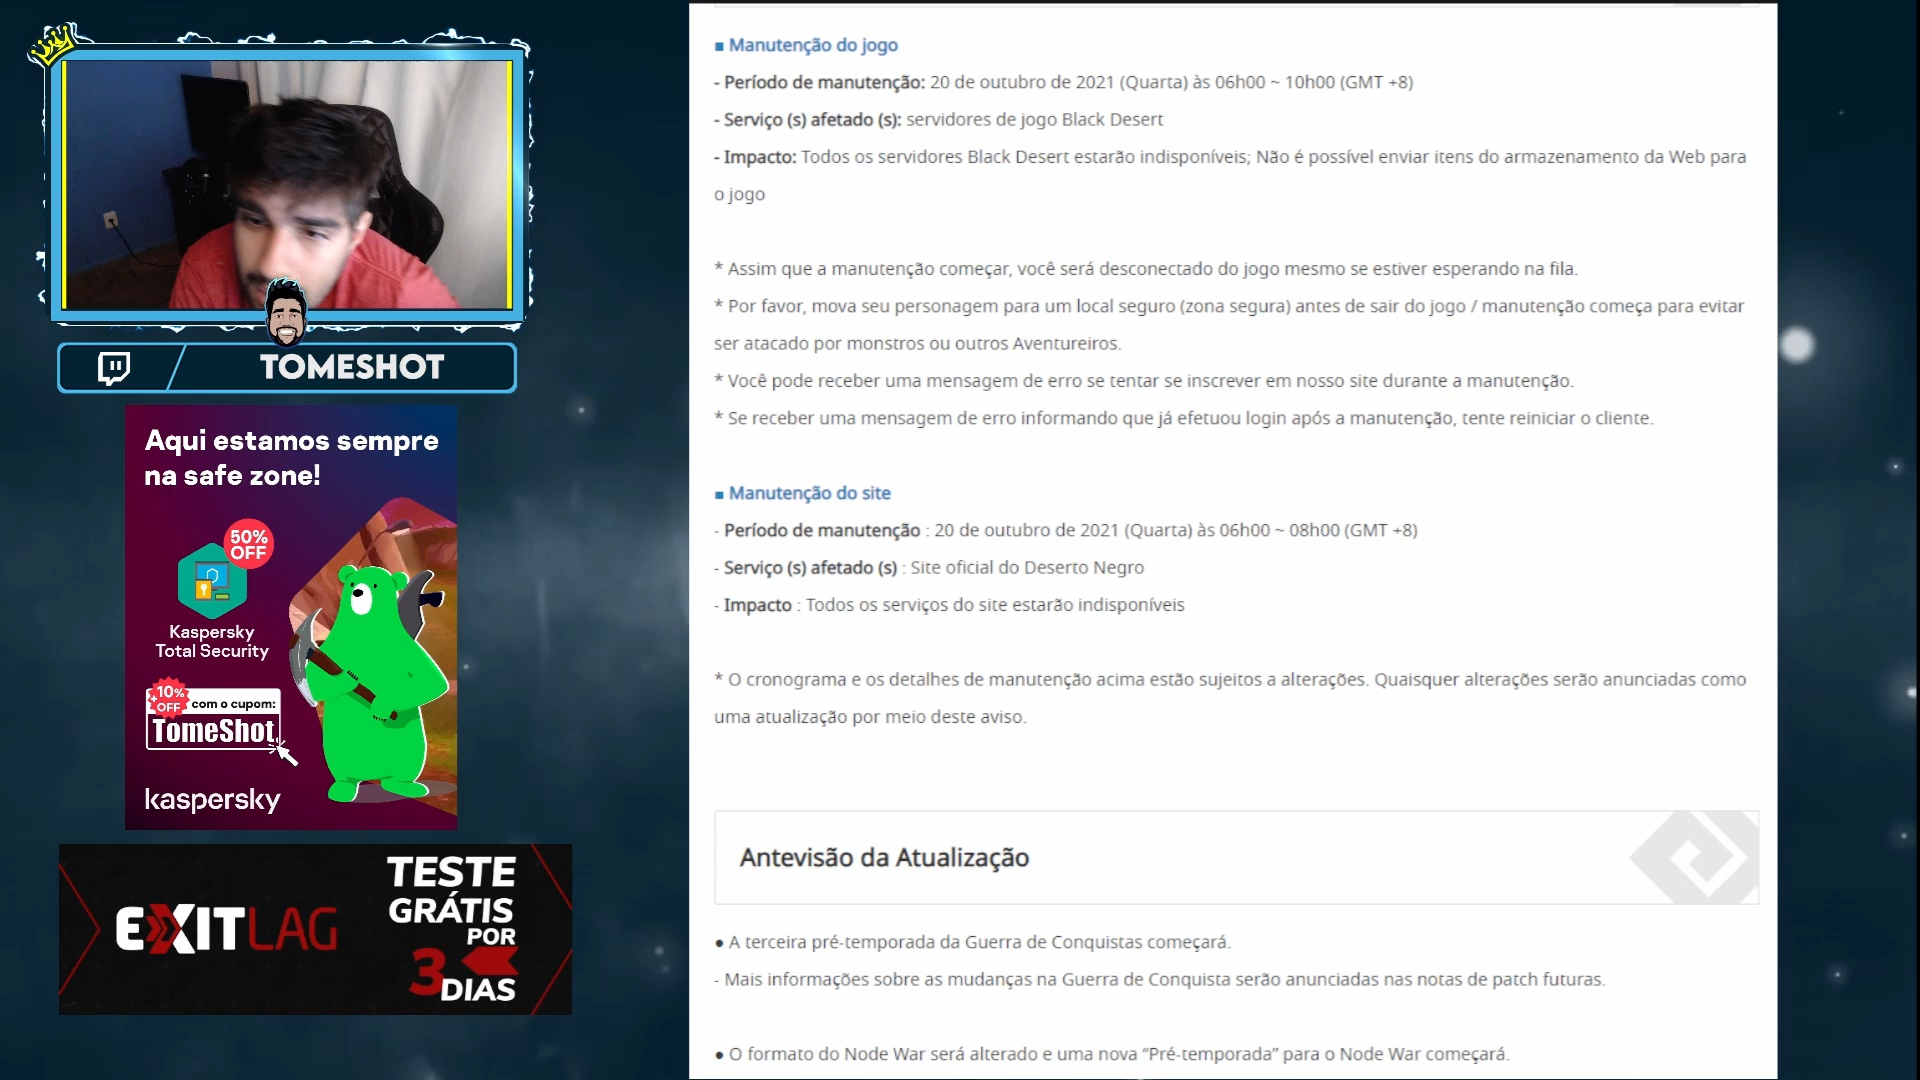 TOMESHOT
Aqui estamos sempre
na safe zone!
50%
OFF
Kaspersky
Total Security
+10%
OFF
com o cupom:
TomeShot
kaspersky
EXITLAG
TESTE
GRÁTIS
POR
3
DIAS
■ Manutenção do jogo
- Período de manutenção: 20 de outubro de 2021 (Quarta) às 06h00 ~ 10h00 (GMT +8)
- Serviço (s) afetado (s): servidores de jogo Black Desert
- Impacto: Todos os servidores Black Desert estarão indisponíveis; Não é possível enviar itens do armazenamento da Web para
o jogo
* Assim que a manutenção começar, você será desconectado do jogo mesmo se estiver esperando na fila.
* Por favor, mova seu personagem para um local seguro (zona segura) antes de sair do jogo / manutenção começa para evitar
ser atacado por monstros ou outros Aventureiros.
* Você pode receber uma mensagem de erro se tentar se inscrever em nosso site durante a manutenção.
* Se receber uma mensagem de erro informando que já efetuou login após a manutenção, tente reiniciar o cliente.
■ Manutenção do site
- Período de manutenção : 20 de outubro de 2021 (Quarta) às 06h00 ~ 08h00 (GMT +8)
- Serviço (s) afetado (s) : Site oficial do Deserto Negro
- Impacto : Todos os serviços do site estarão indisponíveis
* O cronograma e os detalhes de manutenção acima estão sujeitos a alterações. Quaisquer alterações serão anunciadas como
uma atualização por meio deste aviso.
Antevisão da Atualização
● A terceira pré-temporada da Guerra de Conquistas começará.
- Mais informações sobre as mudanças na Guerra de Conquista serão anunciadas nas notas de patch futuras.
● O formato do Node War será alterado e uma nova “Pré-temporada” para o Node War começará.